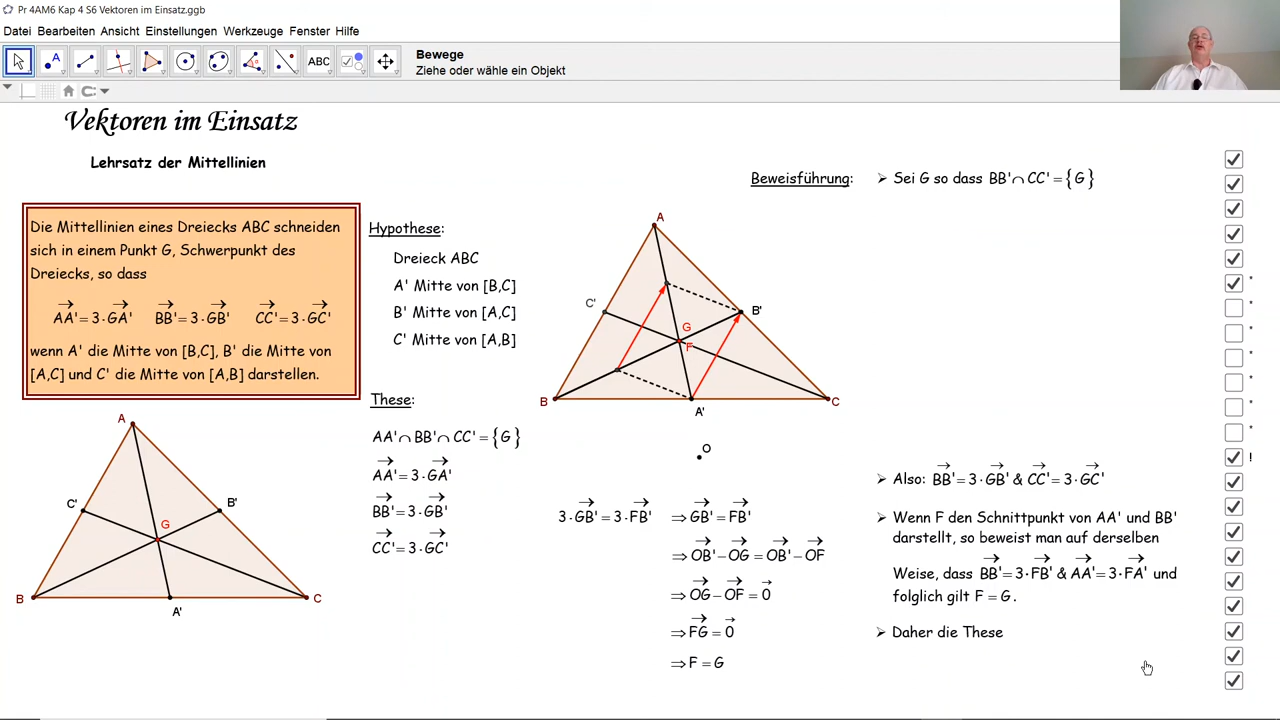 Pr 4AM6 Kap 4 S6 Vektoren im Einsatz.ggb
Datei Bearbeiten Ansicht Einstellungen Werkzeuge Fenster Hilfe
A
ABC
Bewege
Ziehe oder wähle ein Objekt
Vektoren im Einsatz
Lehrsatz der Mittellinien
Die Mittellinien eines Dreiecks ABC schneiden
sich in einem Punkt G, Schwerpunkt des
Dreiecks, so dass
AA'=3·GA' BB'=3·GB' CC'=3·GC'
wenn A' die Mitte von [B,C], B' die Mitte von
[A,C] und C' die Mitte von [A,B] darstellen.
A
C'
B'
G
B
A'
C
Hypothese:
Dreieck ABC
A' Mitte von [B,C]
B' Mitte von [A,C]
C' Mitte von [A,B]
These:
AA'∩BB'∩CC'={G}
AA'=3·GA'
BB'=3·GB'
CC'=3·GC'
A
C'
B'
G
F
B
A'
C
O
3·GB'=3·FB' ⇒GB'=FB'
⇒OB'−OG=OB'−OF
⇒OG−OF=0
⇒FG=0
⇒F=G
Beweisführung: ➢ Sei G so dass BB'∩CC'={G}
➢ Also: BB'=3·GB' & CC'=3·GC'
➢ Wenn F den Schnittpunkt von AA' und BB'
darstellt, so beweist man auf derselben
Weise, dass BB'=3·FB' & AA'=3·FA' und
folglich gilt F=G.
➢ Daher die These
*
*
*
!